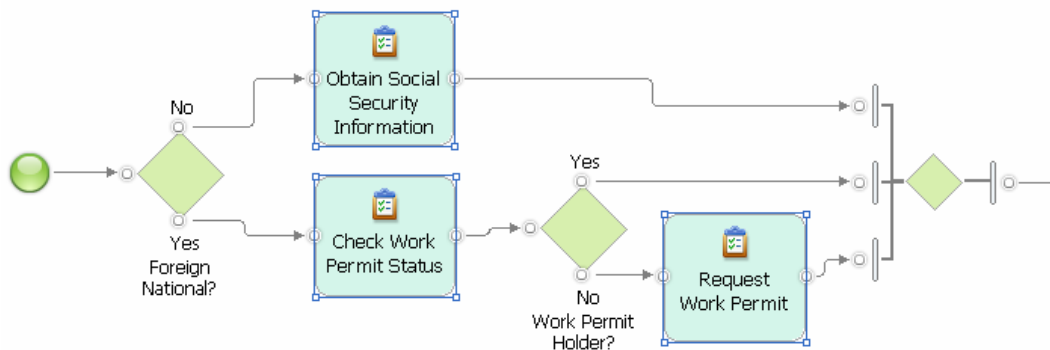 No
Obtain Social
Security
Information
Yes
Foreign
National?
Check Work
Permit Status
Yes
No
Work Permit
Holder?
Request
Work Permit